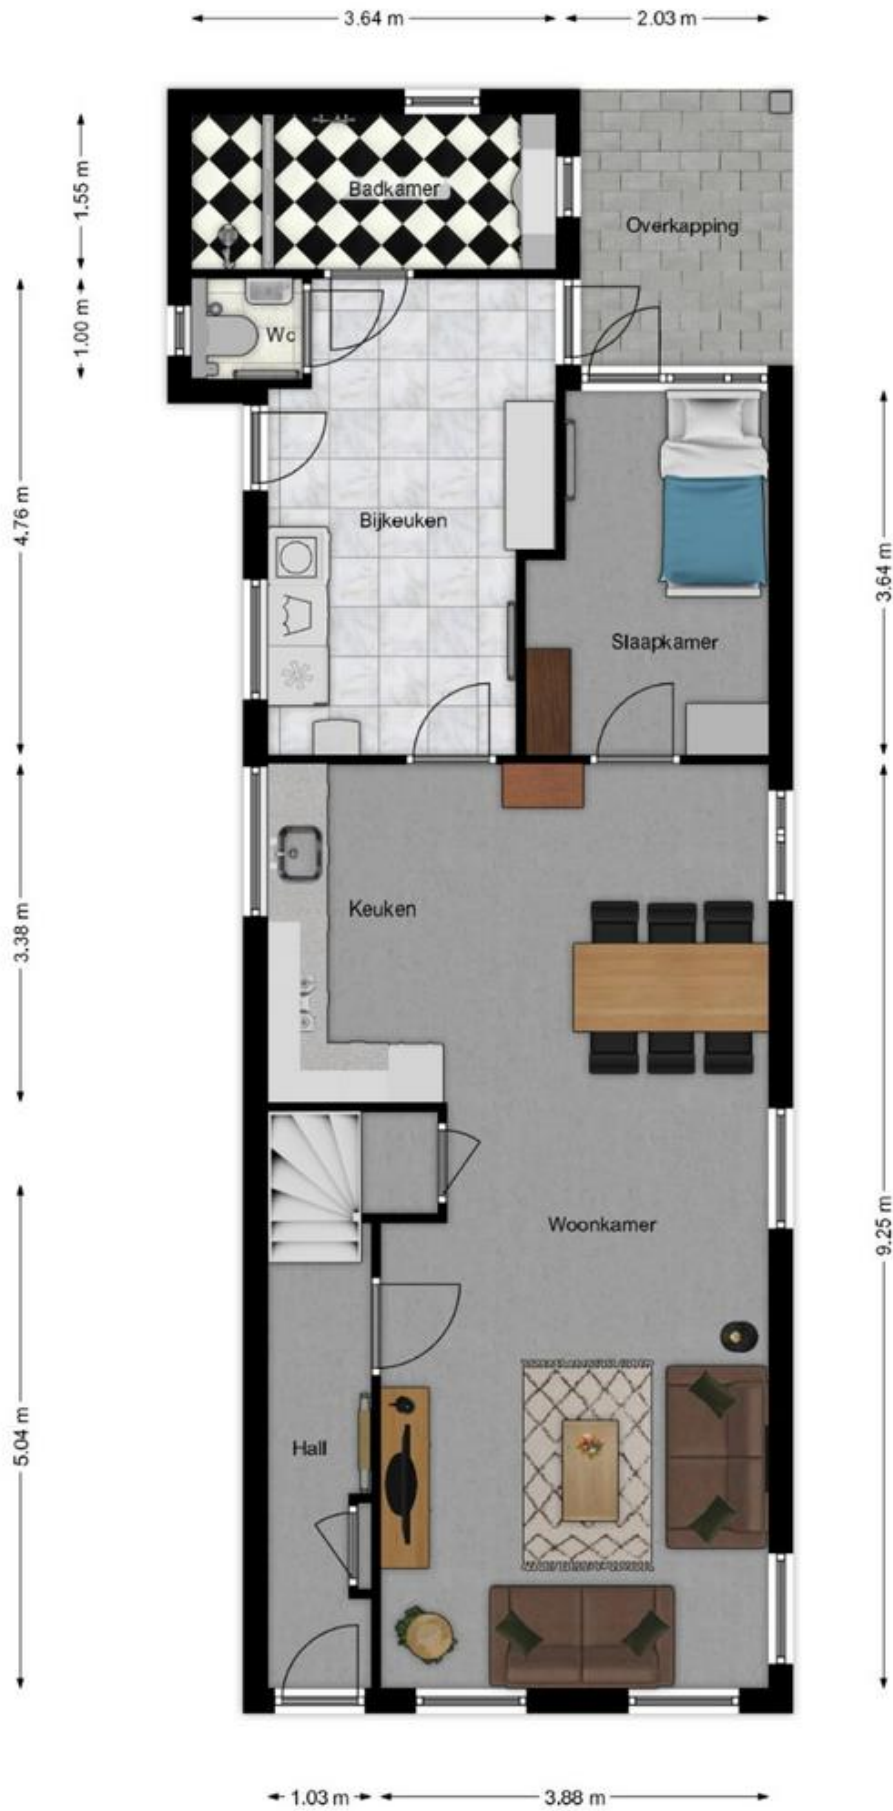 3.64 m
2.03 m
1.55 m
Badkamer
Overkapping
1.00 m
Wc
4.76 m
Bijkeuken
3.64 m
Slaapkamer
3.38 m
Keuken
Woonkamer
9.25 m
5.04 m
Hall
1.03 m
3.88 m